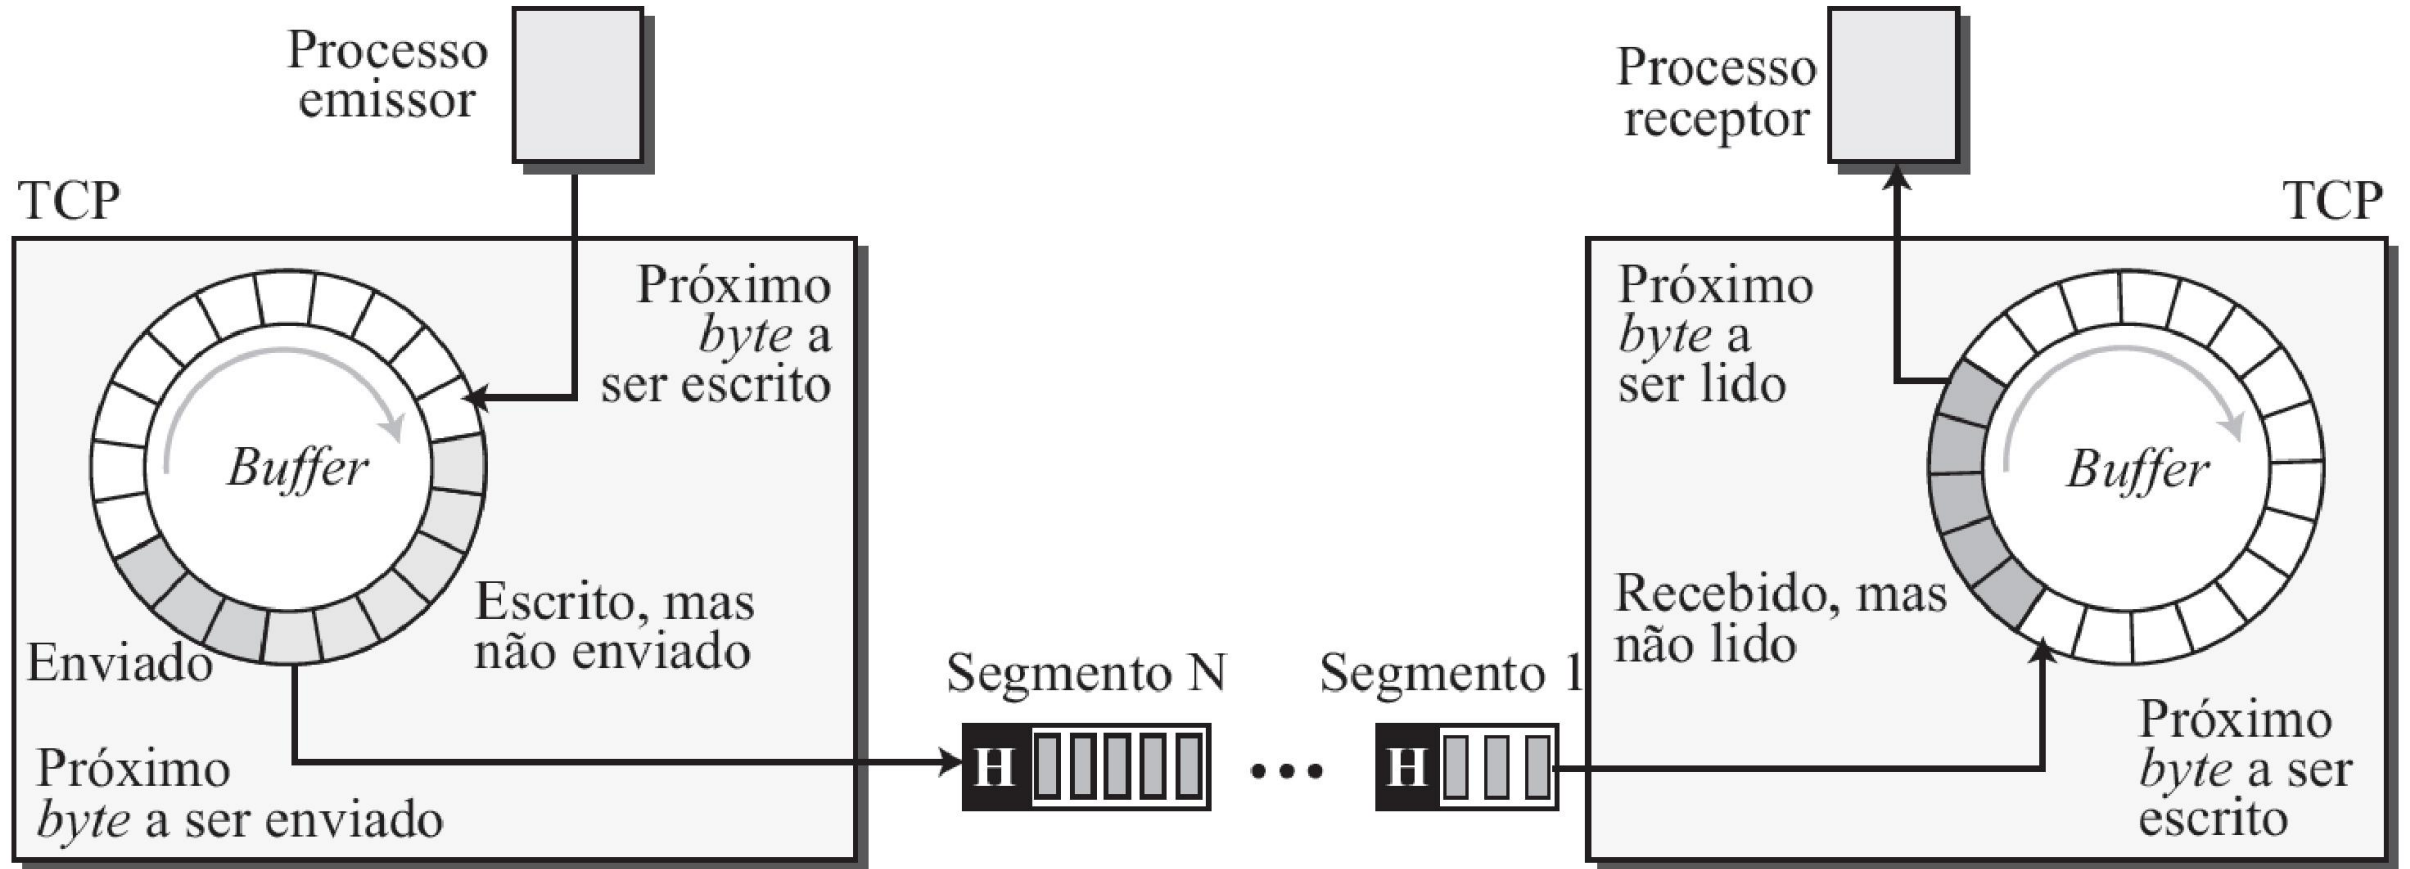 Processo
emissor
TCP
Próximo
byte a
ser escrito
Buffer
Escrito, mas
não enviado
Enviado
Próximo
byte a ser enviado
Segmento N
H
...
Segmento 1
H
Processo
receptor
TCP
Próximo
byte a
ser lido
Buffer
Recebido, mas
não lido
Próximo
byte a ser
escrito